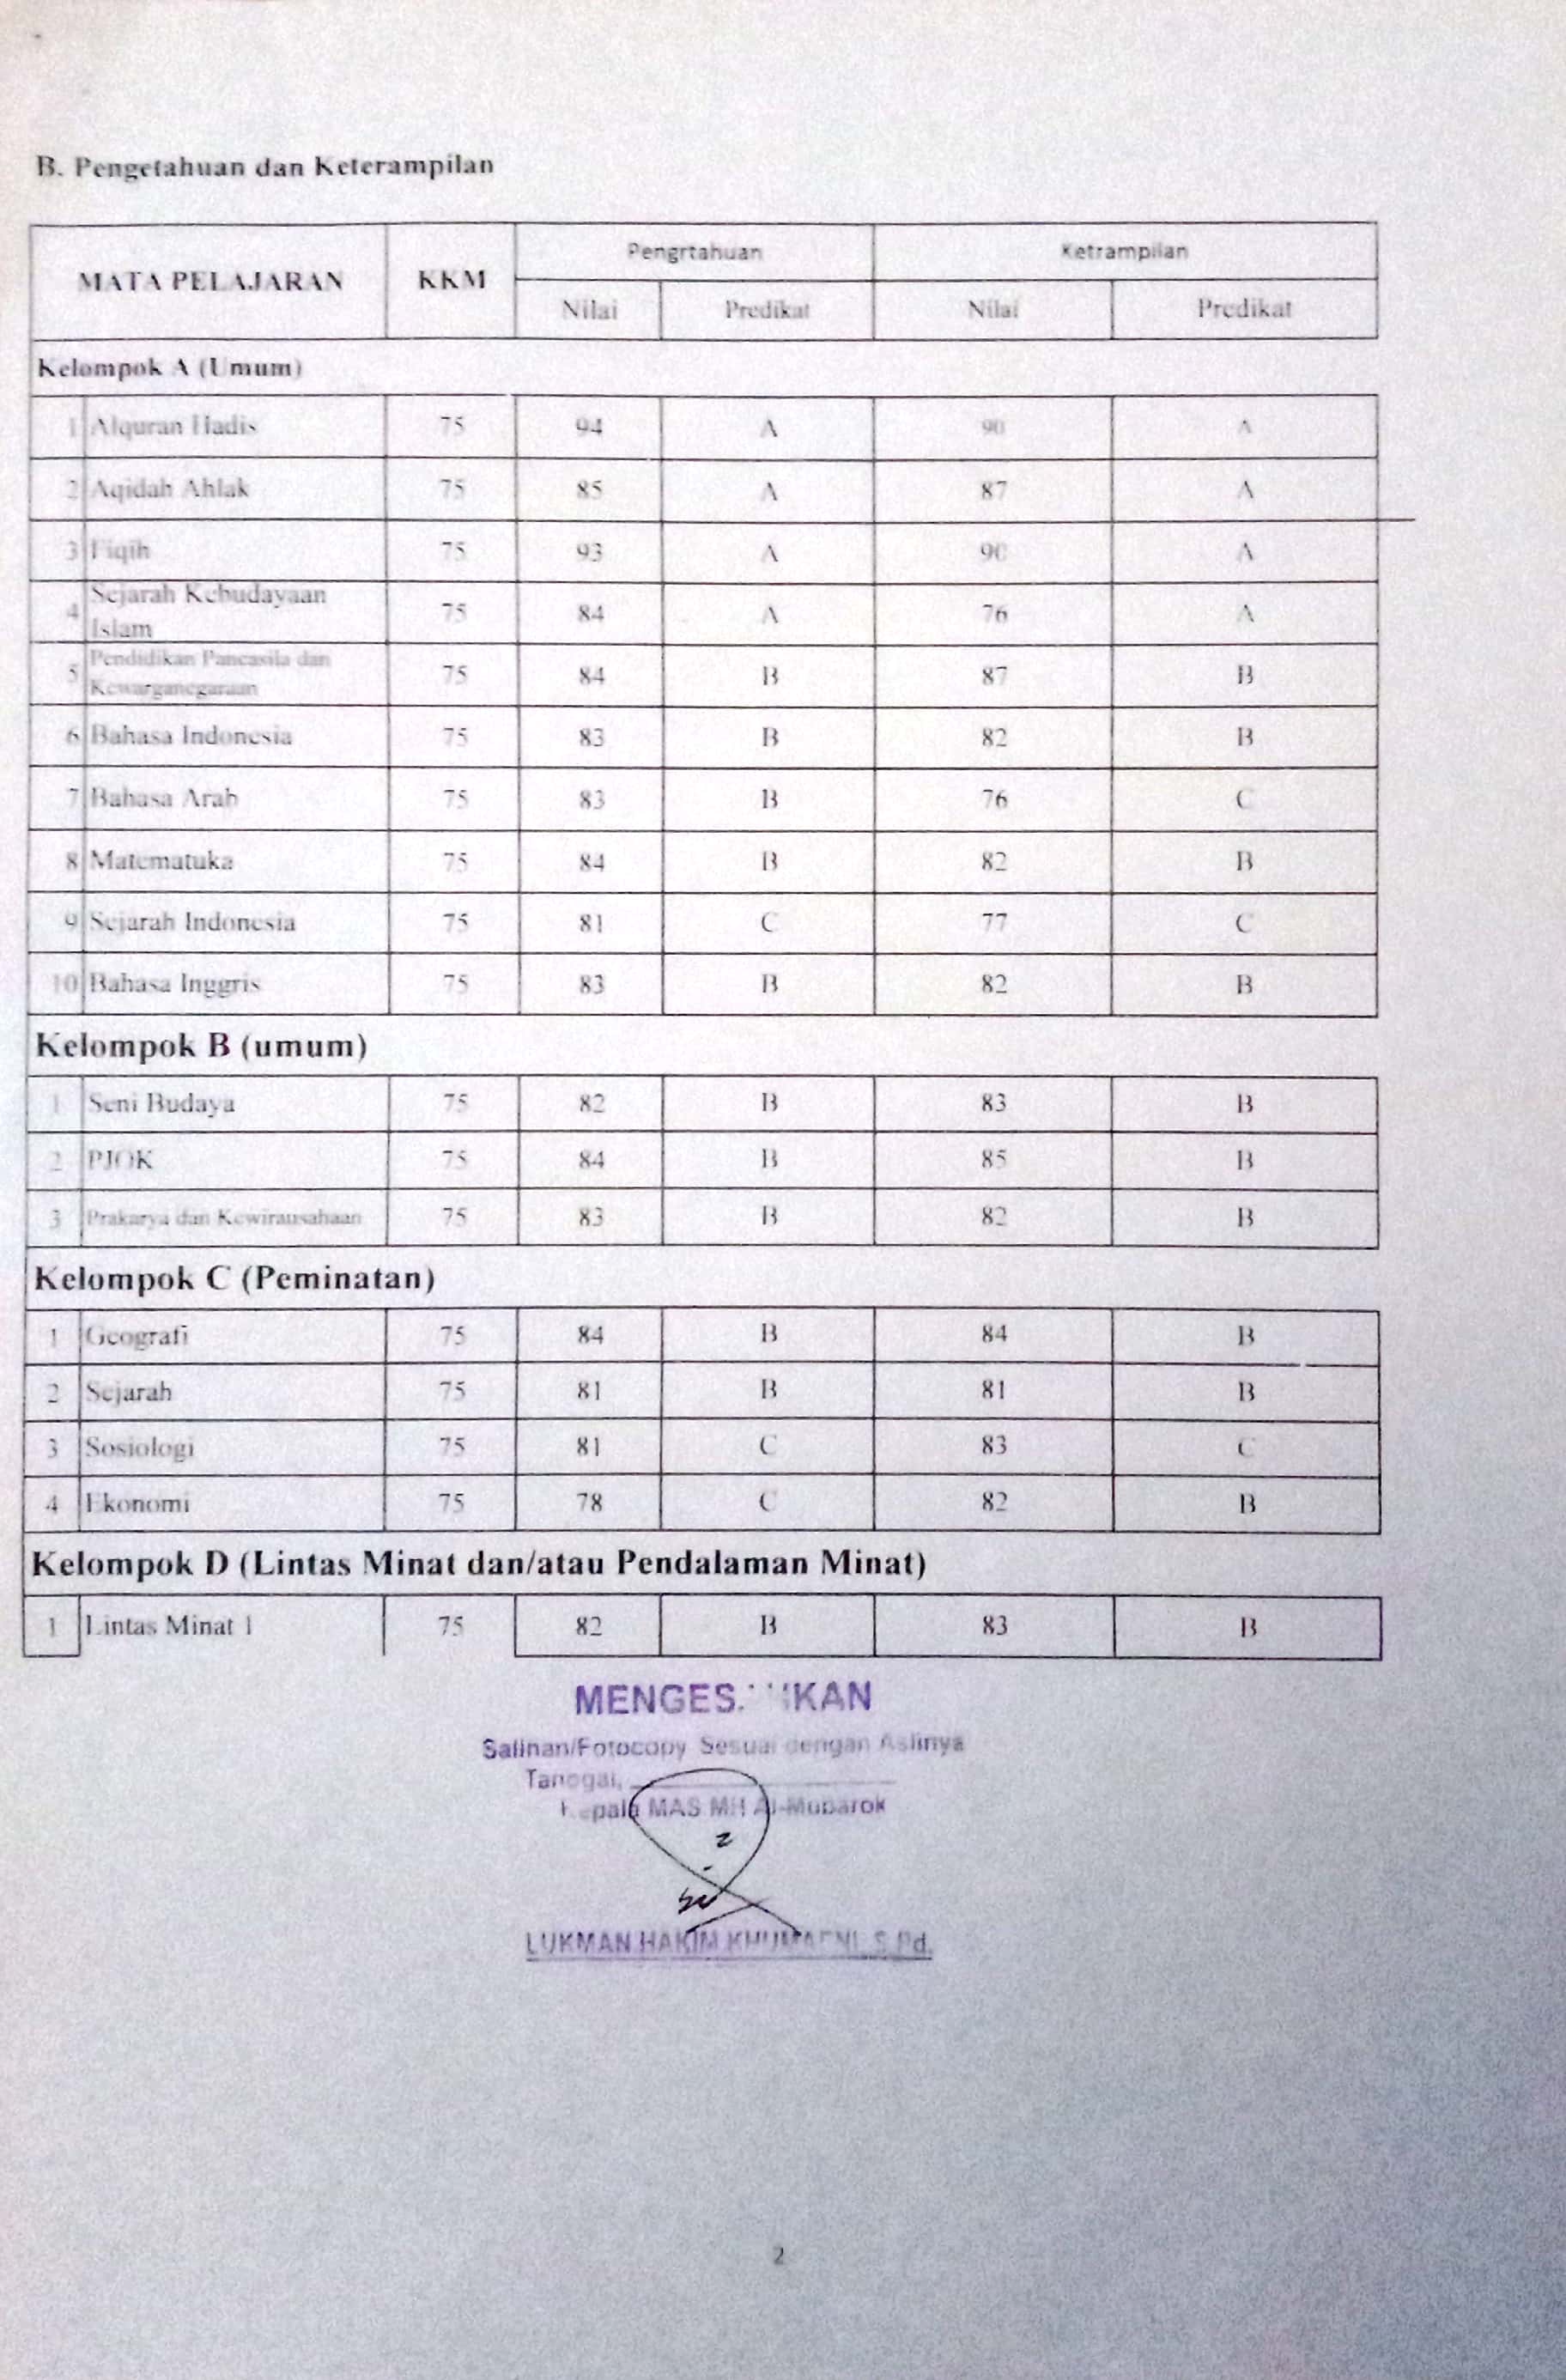 B. Pengetahuan dan Keterampilan
MATA PELAJARAN KKM Pengrtahuan Ketrampilan
Nilai Predikat Nilai Predikat
Kelompok A (Umum)
1 Alquran Hadis 75 94 A 90 A
2 Aqidah Ahlak 75 85 A 87 A
3 Fiqih 75 93 A 90 A
4 Sejarah Kebudayaan
Islam 75 84 A 76 A
5 Pendidikan Pancasila dan
Kewarganegaraan 75 84 B 87 B
6 Bahasa Indonesia 75 83 B 82 B
7 Bahasa Arab 75 83 B 76 C
8 Matematuka 75 84 B 82 B
9 Sejarah Indonesia 75 81 C 77 C
10 Bahasa Inggris 75 83 B 82 B
Kelompok B (umum)
1 Seni Budaya 75 82 B 83 B
2 PJOK 75 84 B 85 B
3 Prakarya dan Kewirausahaan 75 83 B 82 B
Kelompok C (Peminatan)
1 Geografi 75 84 B 84 B
2 Sejarah 75 81 B 81 B
3 Sosiologi 75 81 C 83 C
4 Ekonomi 75 78 C 82 B
Kelompok D (Lintas Minat dan/atau Pendalaman Minat)
1 Lintas Minat 1 75 82 B 83 B
MENGESAHKAN
Salinan/Fotocopy Sesuai dengan Aslinya
Tanggal,
Kepala MAS MH Al-Mubarok
LUKMAN HAKIM KHUMAENI, S.Pd.
2